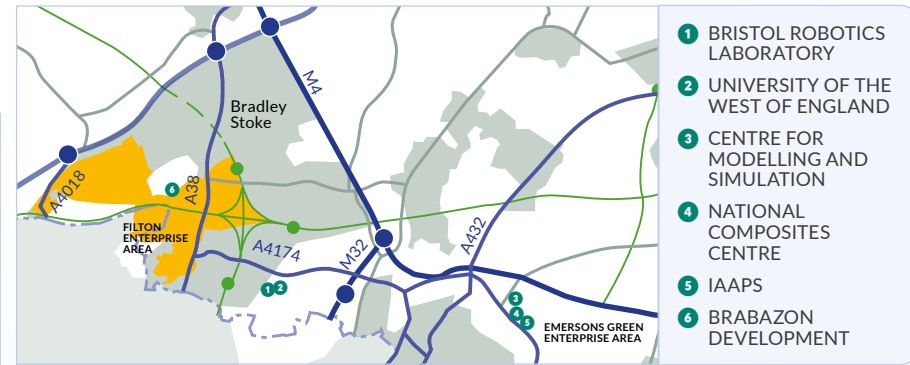 M4
Bradley
Stoke
A4018
6
A38
FILTON
ENTERPRISE
AREA
A4174
M32
A432
1 2
3
4
5
EMERSONS GREEN
ENTERPRISE AREA
1 BRISTOL ROBOTICS
LABORATORY
2 UNIVERSITY OF THE
WEST OF ENGLAND
3 CENTRE FOR
MODELLING AND
SIMULATION
4 NATIONAL
COMPOSITES
CENTRE
5 IAAPS
6 BRABAZON
DEVELOPMENT